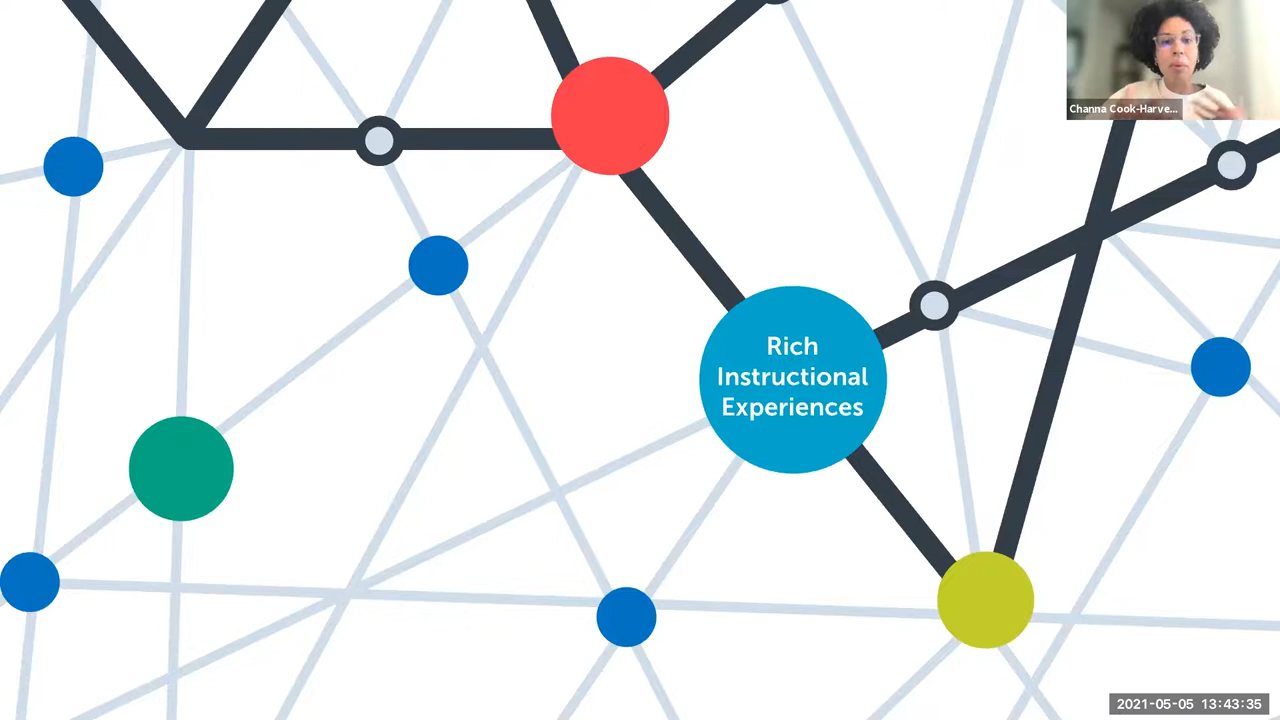 Channa Cook-Harve...
Rich
Instructional
Experiences
2021-05-05 13:43:35